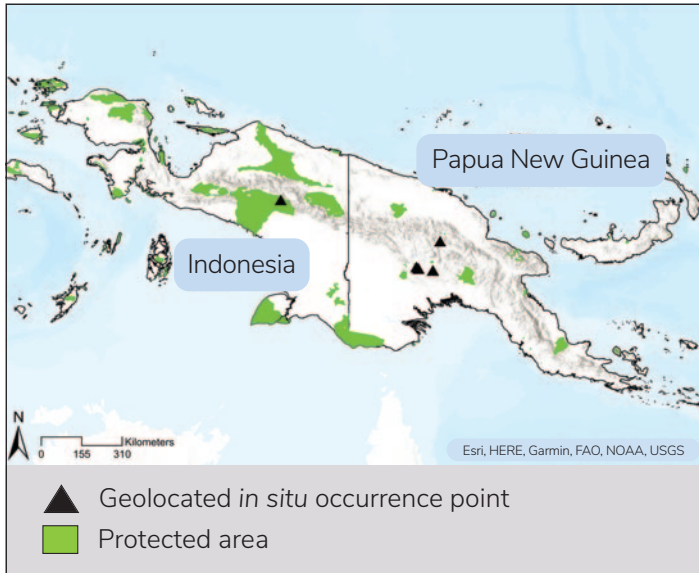 Papua New Guinea
Indonesia
N
Kilometers
0 155 310
Esri, HERE, Garmin, FAO, NOAA, USGS
Geolocated in situ occurrence point
Protected area